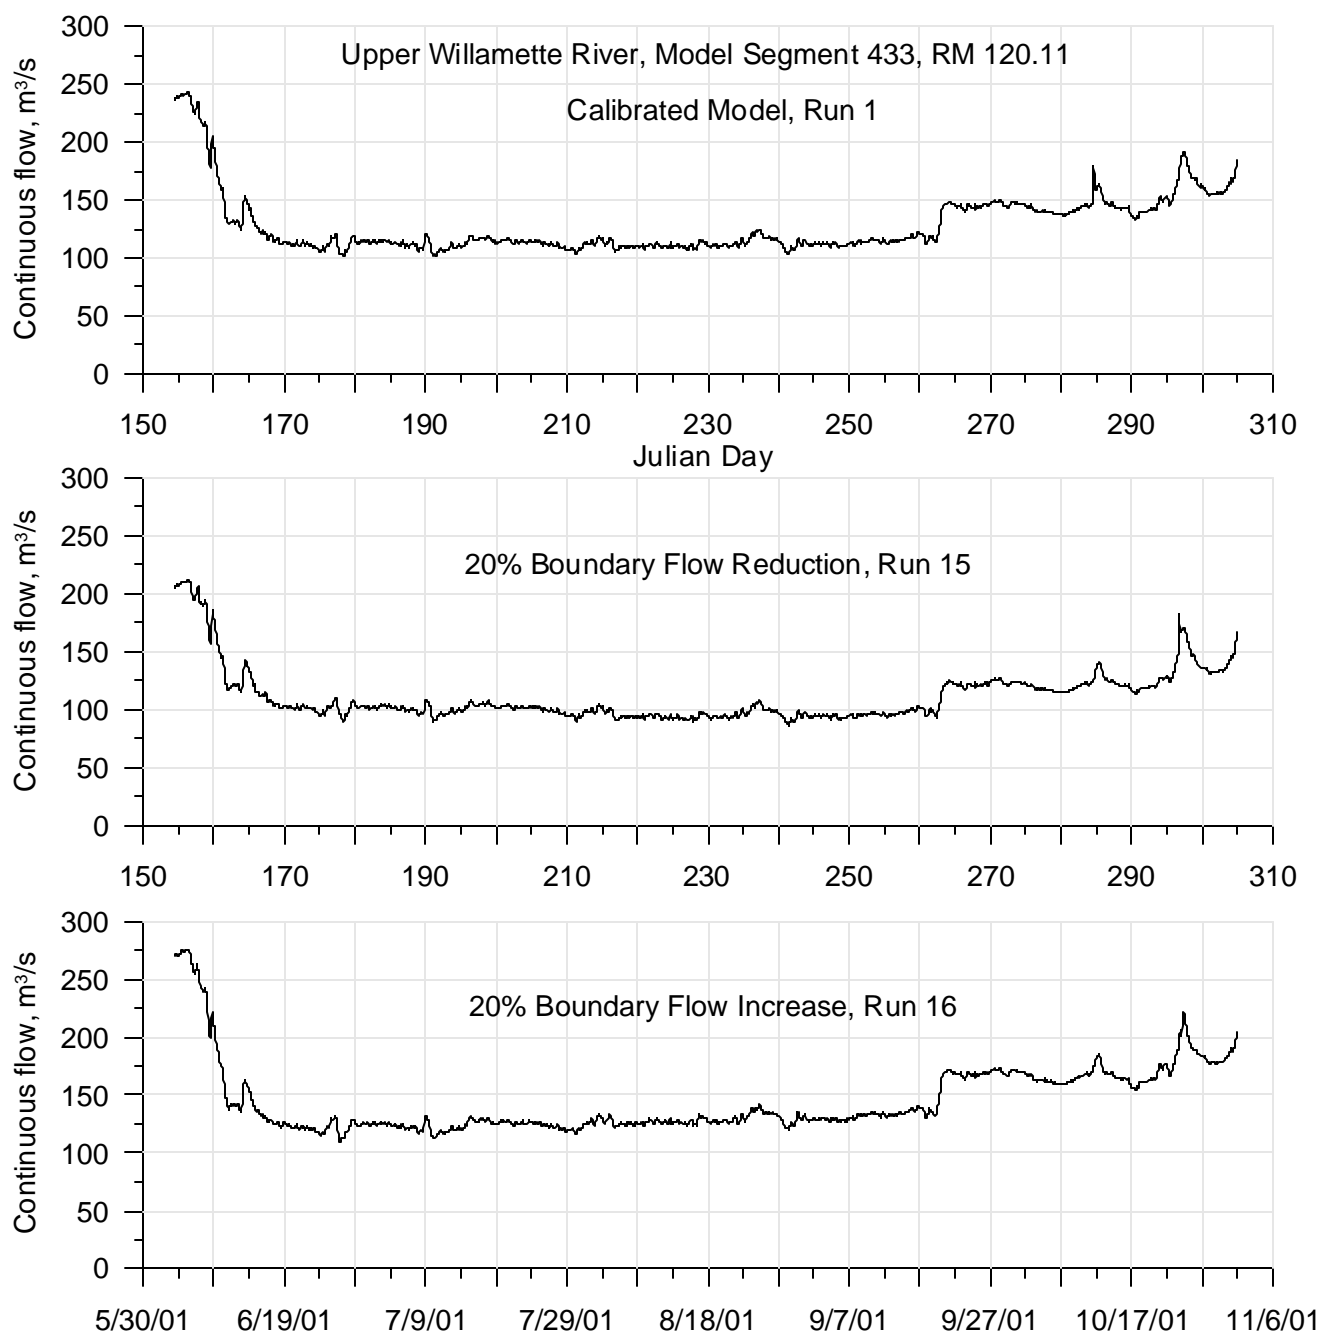 Upper Willamette River, Model Segment 433, RM 120.11
Calibrated Model, Run 1
Continuous flow, m³/s
300
250
200
150
100
50
0
150 170 190 210 230 250 270 290 310
Julian Day
20% Boundary Flow Reduction, Run 15
Continuous flow, m³/s
300
250
200
150
100
50
0
150 170 190 210 230 250 270 290 310
20% Boundary Flow Increase, Run 16
Continuous flow, m³/s
300
250
200
150
100
50
0
5/30/01 6/19/01 7/9/01 7/29/01 8/18/01 9/7/01 9/27/01 10/17/01 11/6/01